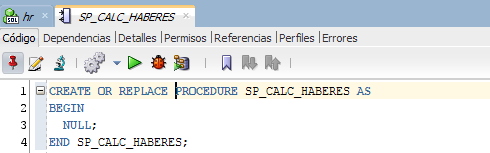 SQL hr SP_CALC_HABERES
Código Dependencias Detalles Permisos Referencias Perfiles Errores
1 CREATE OR REPLACE PROCEDURE SP_CALC_HABERES AS
2 BEGIN
3 NULL;
4 END SP_CALC_HABERES;